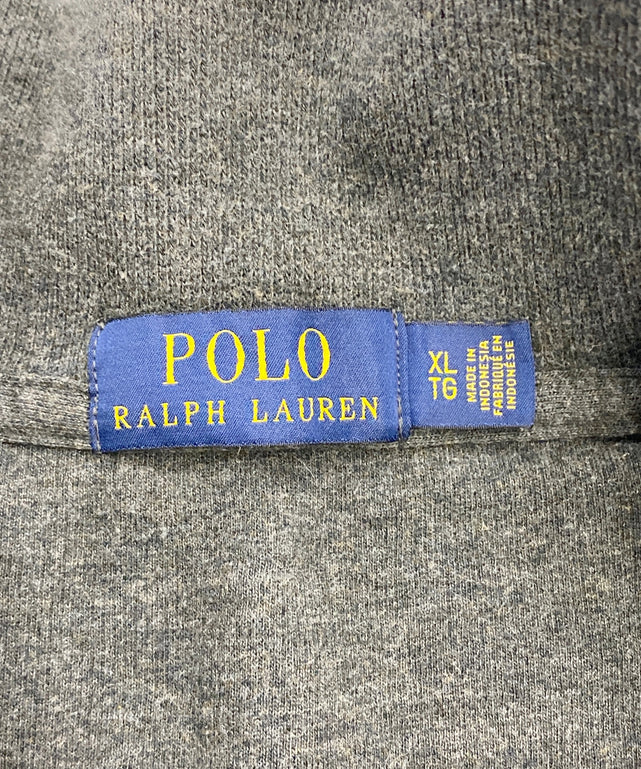 POLO
RALPH LAUREN
XL
TG
MADE IN
INDONESIA
FABRIQUÉ EN
INDONÉSIE